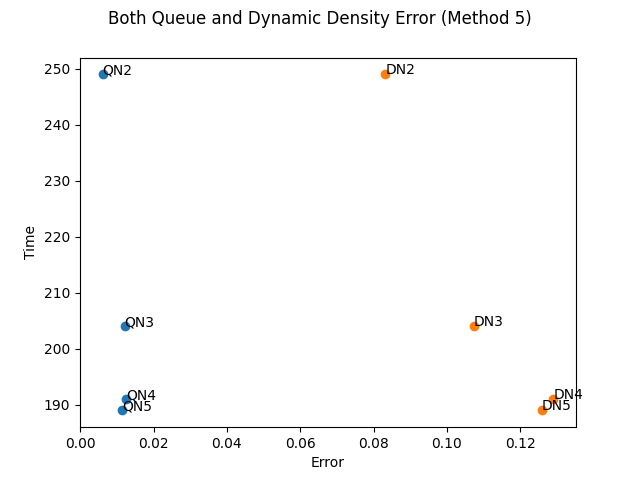 Both Queue and Dynamic Density Error (Method 5)
250
QN2
DN2
240
230
220
Time
210
QN3
DN3
200
QN4
DN4
190
QN5
DN5
0.00
0.02
0.04
0.06
0.08
0.10
0.12
Error